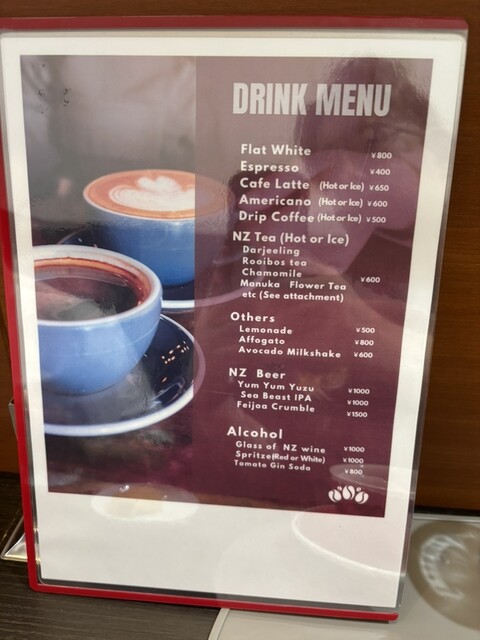 DRINK MENU
Flat White ¥800
Espresso ¥400
Cafe Latte (Hot or Ice) ¥650
Americano (Hot or Ice) ¥600
Drip Coffee (Hot or Ice) ¥500
NZ Tea (Hot or Ice)
Darjeeling
Rooibos tea
Chamomile
Manuka Flower Tea ¥600
etc (See attachment)
Others
Lemonade ¥500
Affogato ¥800
Avocado Milkshake ¥600
NZ Beer
Yum Yum Yuzu ¥1000
Sea Beast IPA ¥1000
Feijoa Crumble ¥1500
Alcohol
Glass of NZ wine ¥1000
Spritze(Red or White) ¥1000
Tomato Gin Soda ¥800